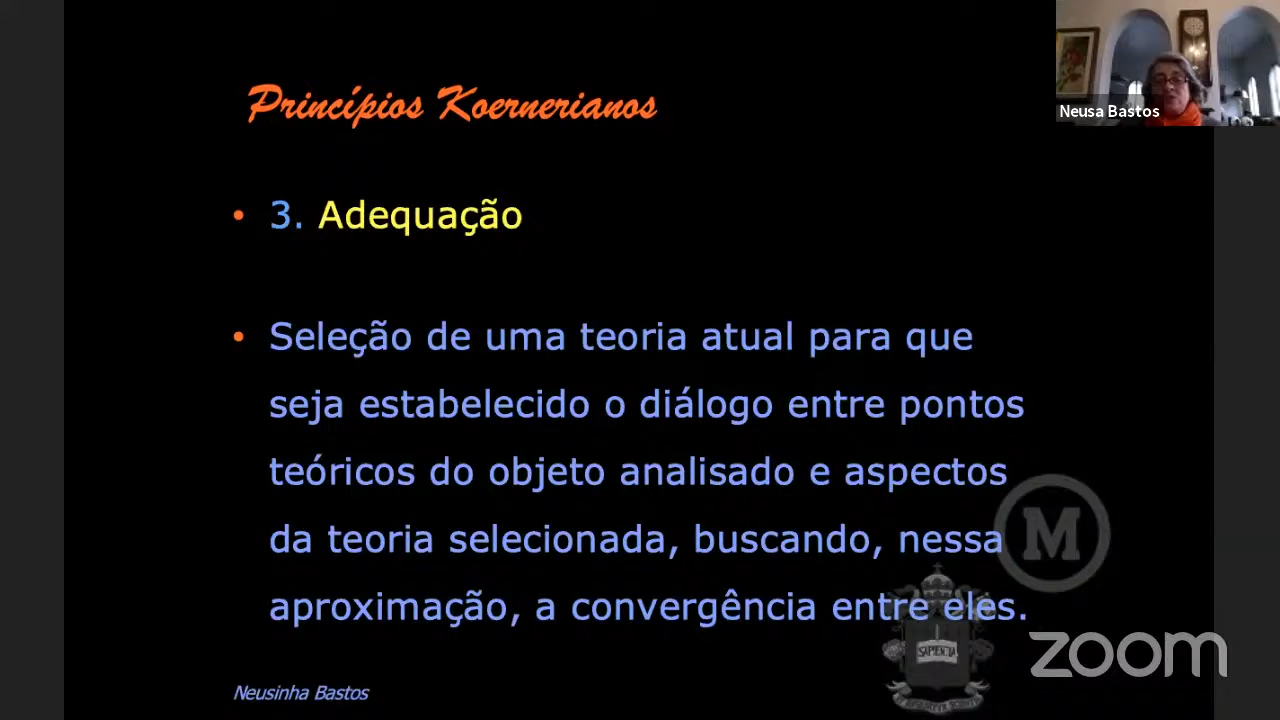 Princípios Koernerianos
Neusa Bastos
• 3. Adequação
• Seleção de uma teoria atual para que
seja estabelecido o diálogo entre pontos
teóricos do objeto analisado e aspectos
da teoria selecionada, buscando, nessa
aproximação, a convergência entre eles.
M
SAPIENTIA
zoom
Neusinha Bastos